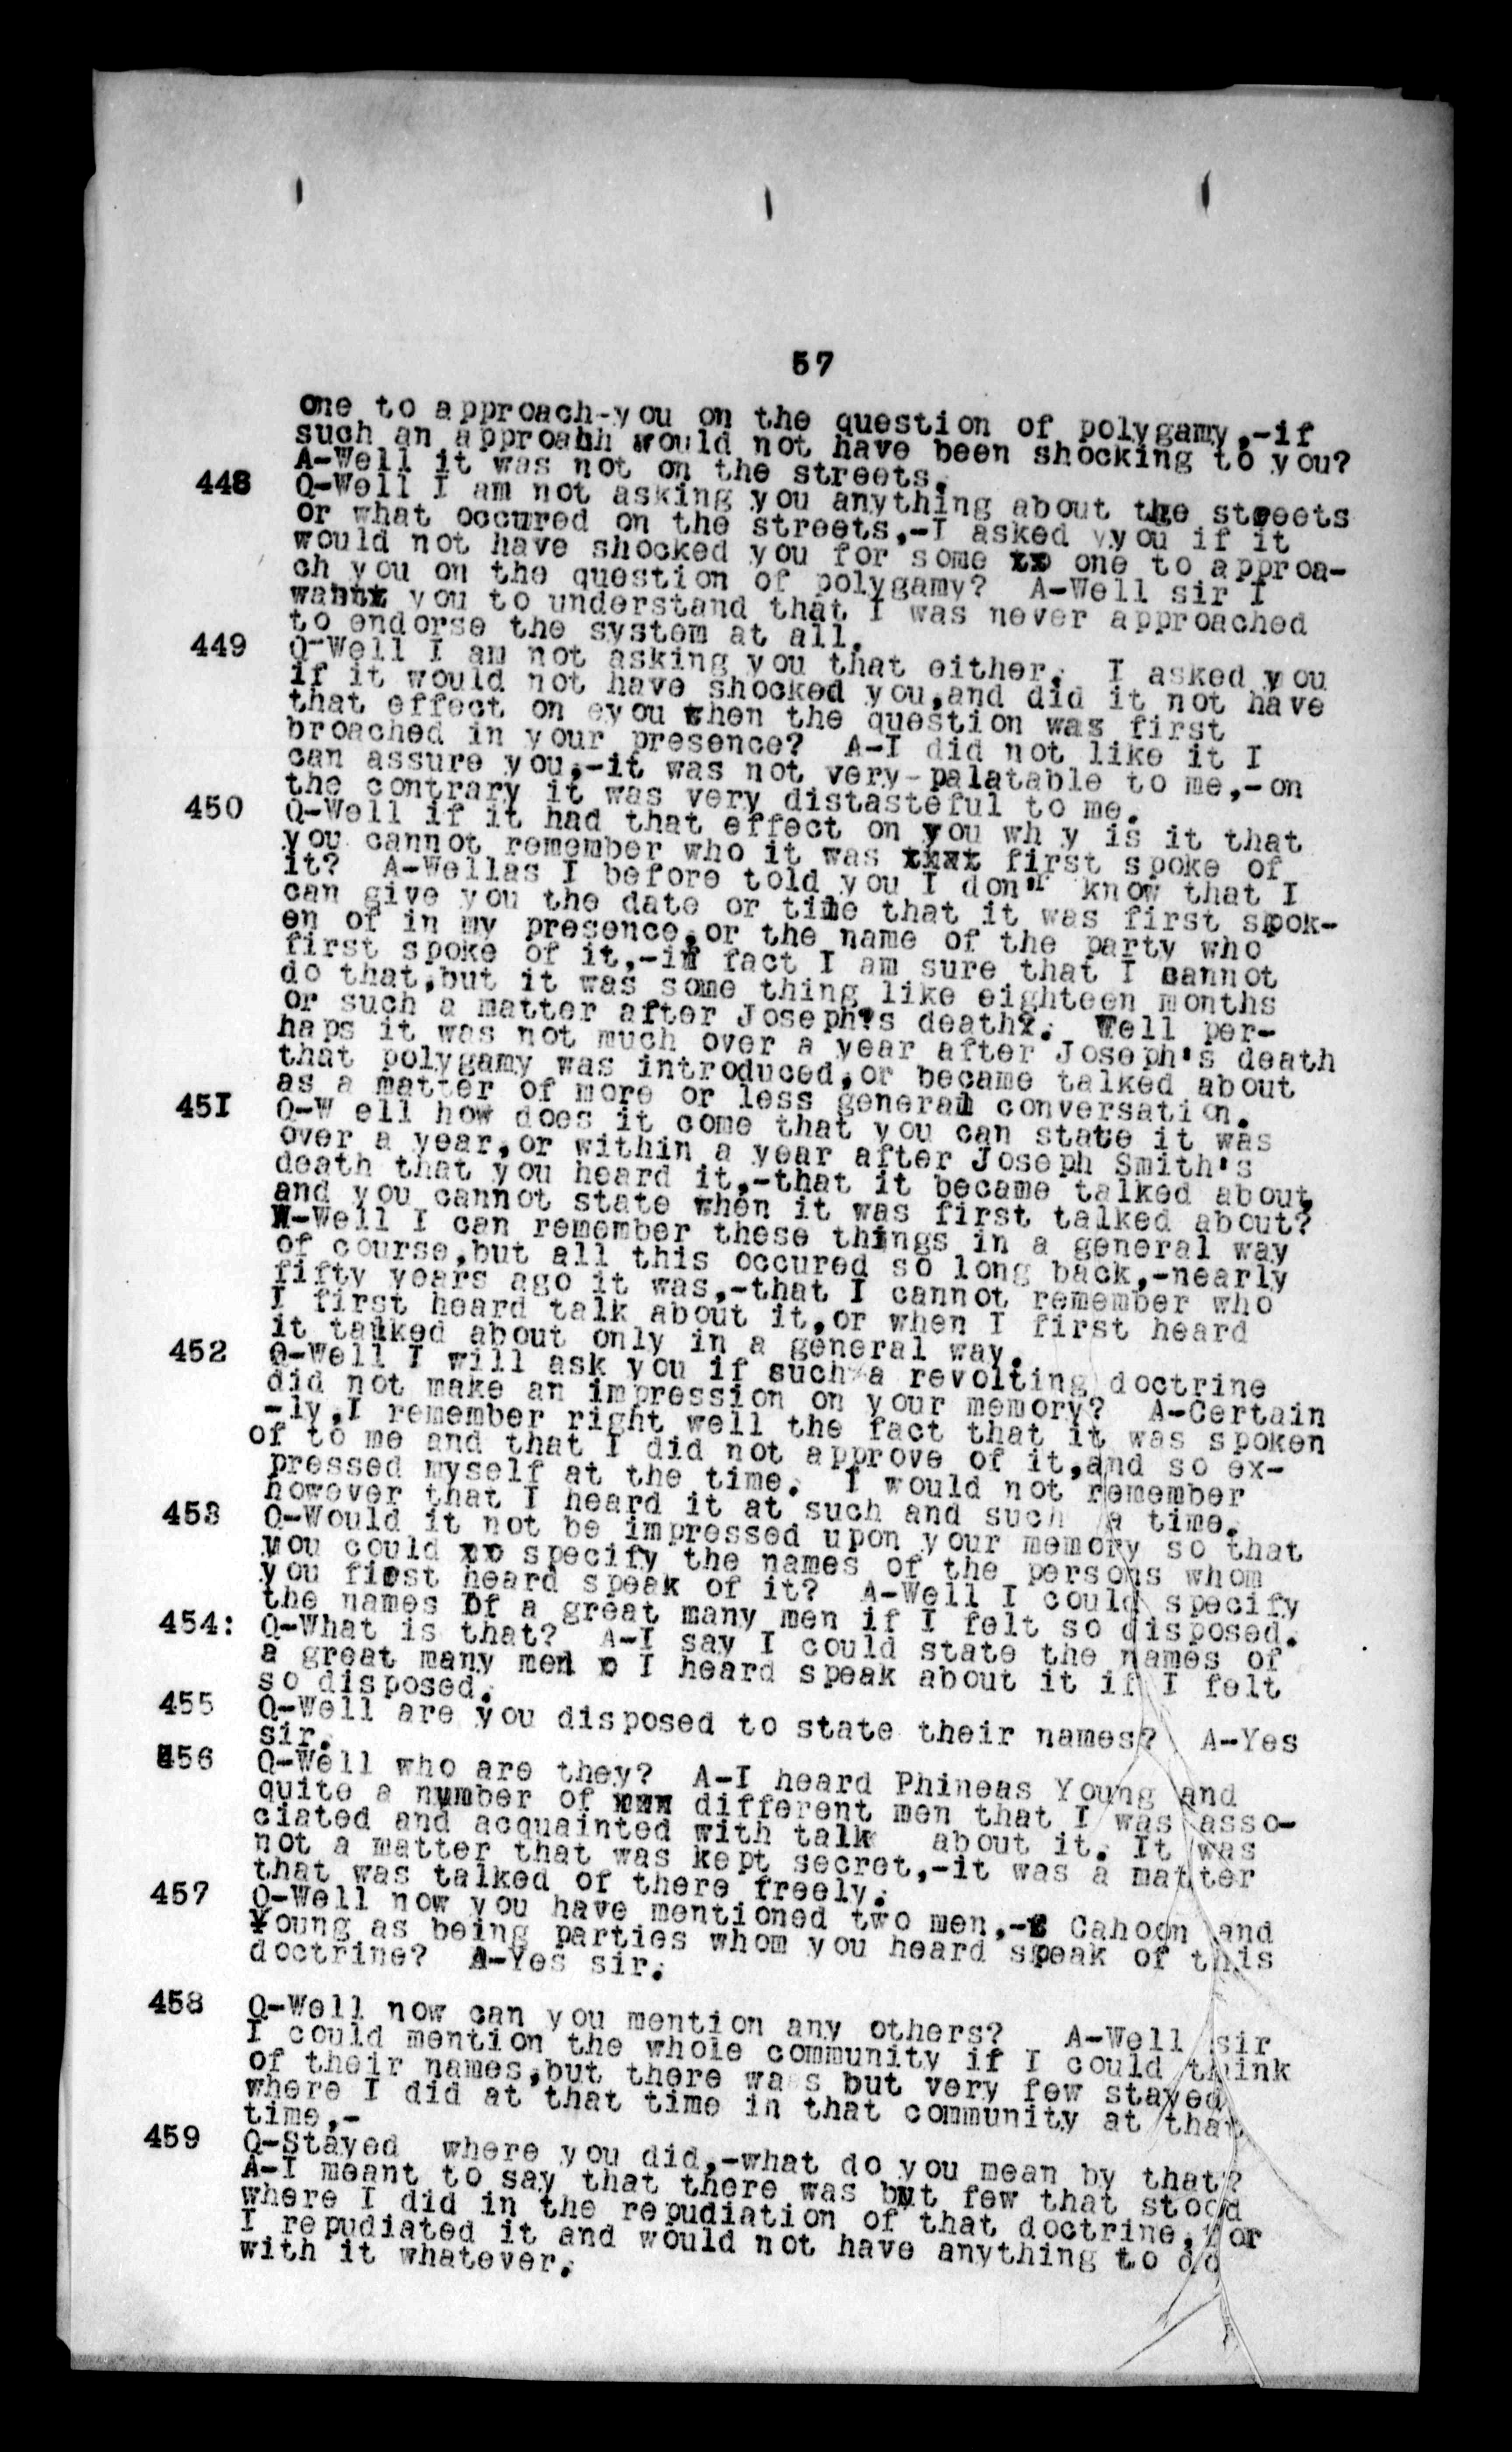 57
one to approach-you on the question of polygamy,-if
such an approahh would not have been shocking to you?
A-Well it was not on the streets.
448 Q-Well I am not asking you anything about the streets
or what occured on the streets,-I asked you if it
would not have shocked you for some one to approa-
ch you on the question of polygamy? A-Well sir I
want you to understand that I was never approached
to endorse the system at all.
449 Q-Well I am not asking you that either. I asked you
if it would not have shocked you,and did it not have
that effect on you when the question was first
broached in your presence? A-I did not like it I
can assure you,-it was not very-palatable to me,-on
the contrary it was very distasteful to me.
450 Q-Well if it had that effect on you wh y is it that
you cannot remember who it was that first spoke of
it? A-Wellas I before told you I don't know that I
can give you the date or time that it was first spok-
en of in my presence,or the name of the party who
first spoke of it,-in fact I am sure that I cannot
do that,but it was some thing like eighteen months
or such a matter after Joseph's death. Well per-
haps it was not much over a year after Joseph's death
that polygamy was introduced,or became talked about
as a matter of more or less general conversation.
451 Q-W ell how does it come that you can state it was
over a year,or within a year after Joseph Smith's
death that you heard it,-that it became talked about,
and you cannot state when it was first talked about?
A-Well I can remember these things in a general way
of course,but all this occured so long back,-nearly
fifty years ago it was,-that I cannot remember who
I first heard talk about it,or when I first heard
it talked about only in a general way.
452 Q-Well I will ask you if such a revolting doctrine
did not make an impression on your memory? A-Certain
-ly,I remember right well the fact that it was spoken
of to me and that I did not approve of it,and so ex-
pressed myself at the time. I would not remember
however that I heard it at such and such a time.
453 Q-Would it not be impressed upon your memory so that
you could specify the names of the persons whom
you first heard speak of it? A-Well I could specify
the names of a great many men if I felt so disposed.
454: Q-What is that? A-I say I could state the names of
a great many men I heard speak about it if I felt
so disposed.
455 Q-Well are you disposed to state their names? A-Yes
sir.
456 Q-Well who are they? A-I heard Phineas Young and
quite a number of different men that I was asso-
ciated and acquainted with talk about it. It was
not a matter that was kept secret,-it was a matter
that was talked of there freely.
457 Q-Well now you have mentioned two men,- Cahoon and
Young as being parties whom you heard speak of this
doctrine? A-Yes sir.
458 Q-Well now can you mention any others? A-Well sir
I could mention the whole community if I could think
of their names,but there wa s but very few stayed
where I did at that time in that community at that
time,-
459 Q-Stayed where you did,-what do you mean by that?
A-I meant to say that there was but few that stood
where I did in the repudiation of that doctrine,for
I repudiated it and would not have anything to do
with it whatever.